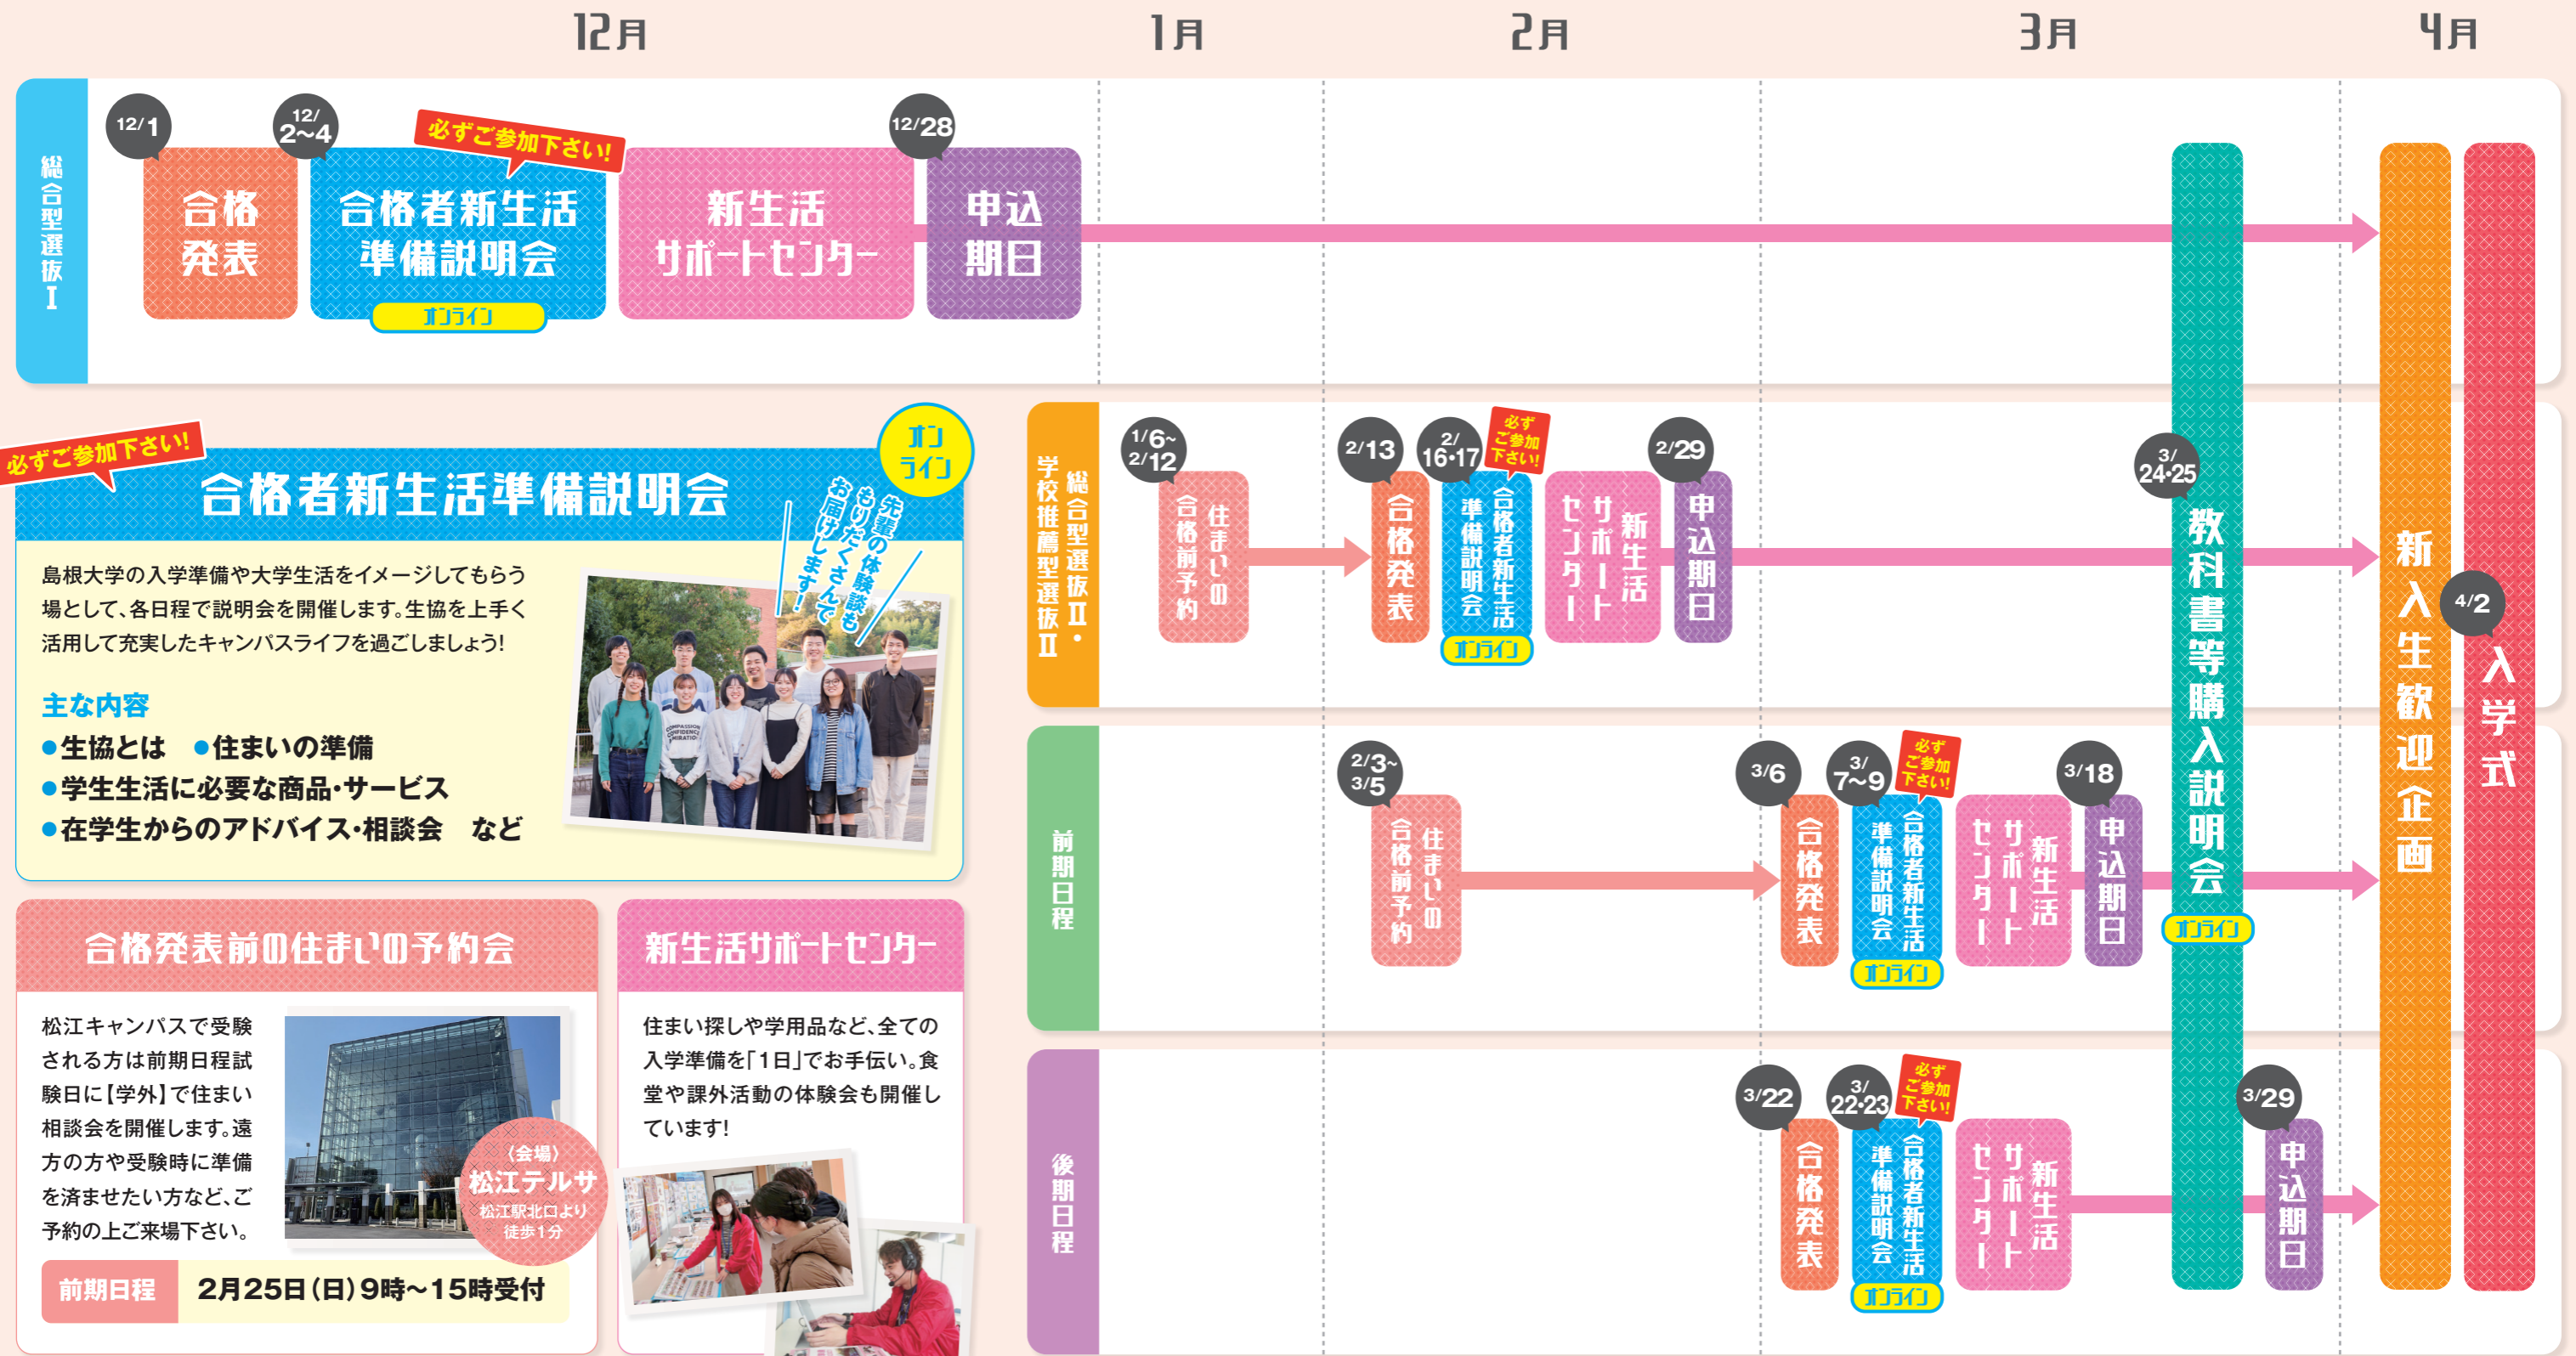 12月
1月
2月
3月
4月
総合型選抜Ⅰ
12/1
合格
発表
12/
2〜4
必ずご参加下さい!
合格者新生活
準備説明会
オンライン
新生活
サポートセンター
12/28
申込
期日
必ずご参加下さい!
合格者新生活準備説明会
オン
ライン
先輩の体験談も
もりだくさんで
お届けします!
島根大学の入学準備や大学生活をイメージしてもらう
場として、各日程で説明会を開催します。生協を上手く
活用して充実したキャンパスライフを過ごしましょう!
主な内容
●生協とは ●住まいの準備
●学生生活に必要な商品・サービス
●在学生からのアドバイス・相談会 など
COMPASSION
CONFIDENCE
合格発表前の住まいの予約会
松江キャンパスで受験
される方は前期日程試
験日に【学外】で住まい
相談会を開催します。遠
方の方や受験時に準備
を済ませたい方など、ご
予約の上ご来場下さい。
〈会場〉
松江テルサ
松江駅北口より
徒歩1分
前期日程
2月25日(日)9時〜15時受付
新生活サポートセンター
住まい探しや学用品など、全ての
入学準備を「1日」でお手伝い。食
堂や課外活動の体験会も開催し
ています!
総合型選抜Ⅱ・
学校推薦型選抜Ⅱ
1/6~
2/12
住まいの
合格前予約
2/13
合格発表
2/
16・17
必ず
ご参加
下さい!
合格者新生活
準備説明会
オンライン
新生活
サポート
センター
2/29
申込期日
前期日程
2/3~
3/5
住まいの
合格前予約
3/6
合格発表
3/
7〜9
必ず
ご参加
下さい!
合格者新生活
準備説明会
オンライン
新生活
サポート
センター
3/18
申込期日
後期日程
3/22
合格発表
3/
22・23
必ず
ご参加
下さい!
合格者新生活
準備説明会
オンライン
新生活
サポート
センター
3/29
申込期日
3/
24・25
教科書等購入説明会
オンライン
新入生歓迎企画
4/2
入学式